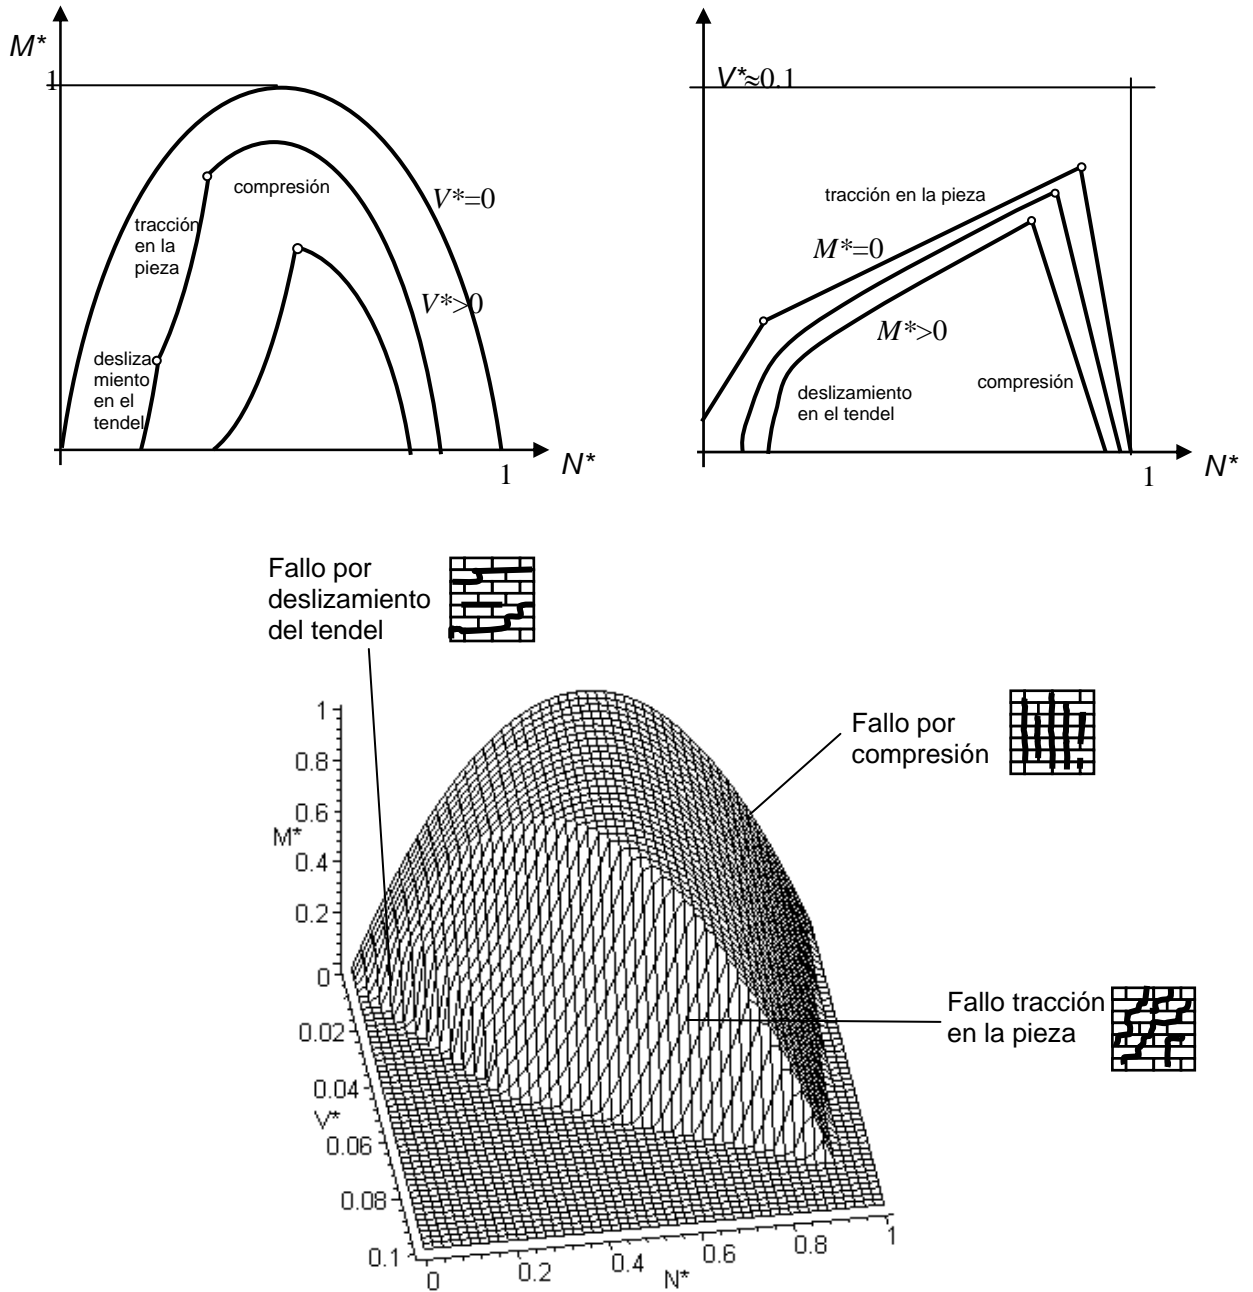 M*
1
V*=0
compresión
tracción
en la
pieza
V*>0
desliza
miento
en el
tendel
1
N*
V*≈0.1
tracción en la pieza
M*=0
M*>0
deslizamiento
en el tendel
compresión
1
N*
Fallo por
deslizamiento
del tendel
Fallo por
compresión
Fallo tracción
en la pieza
1
0.8
0.6
M*
0.4
0.2
0
0.02
0.04
V*
0.06
0.08
0.1
0
0.2
0.4
N*
0.6
0.8
1